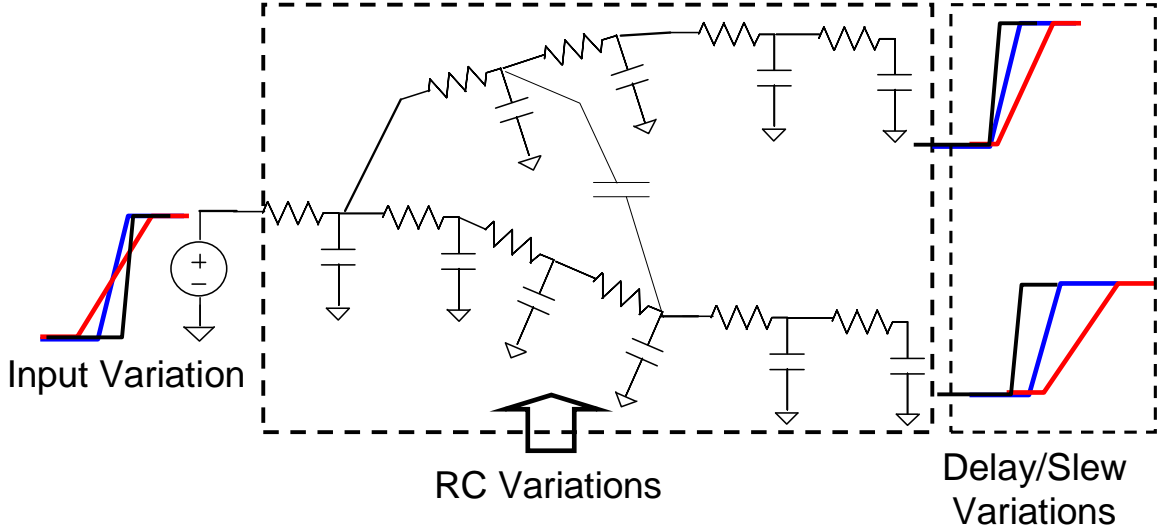 +
−
Input Variation
RC Variations
Delay/Slew
Variations